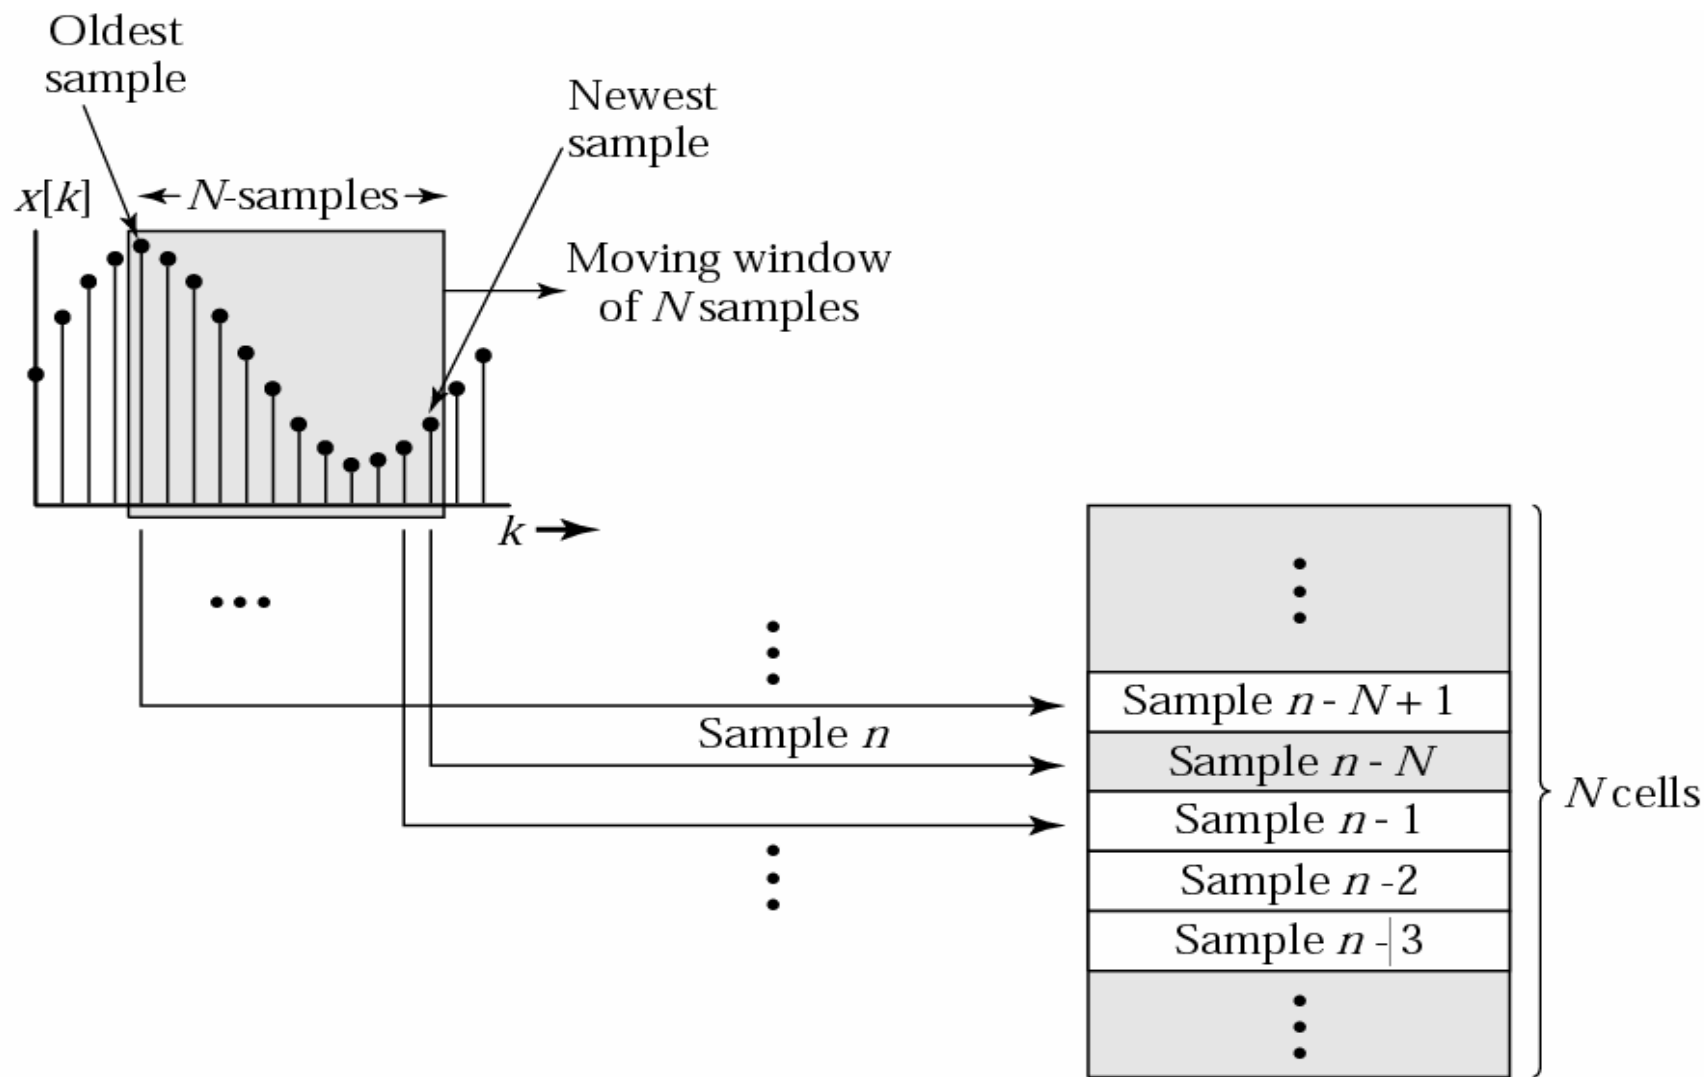 Oldest
sample
Newest
sample
x[k]
N-samples
Moving window
of N samples
k
Sample n - N + 1
Sample n
Sample n - N
N cells
Sample n - 1
Sample n -2
Sample n - 3